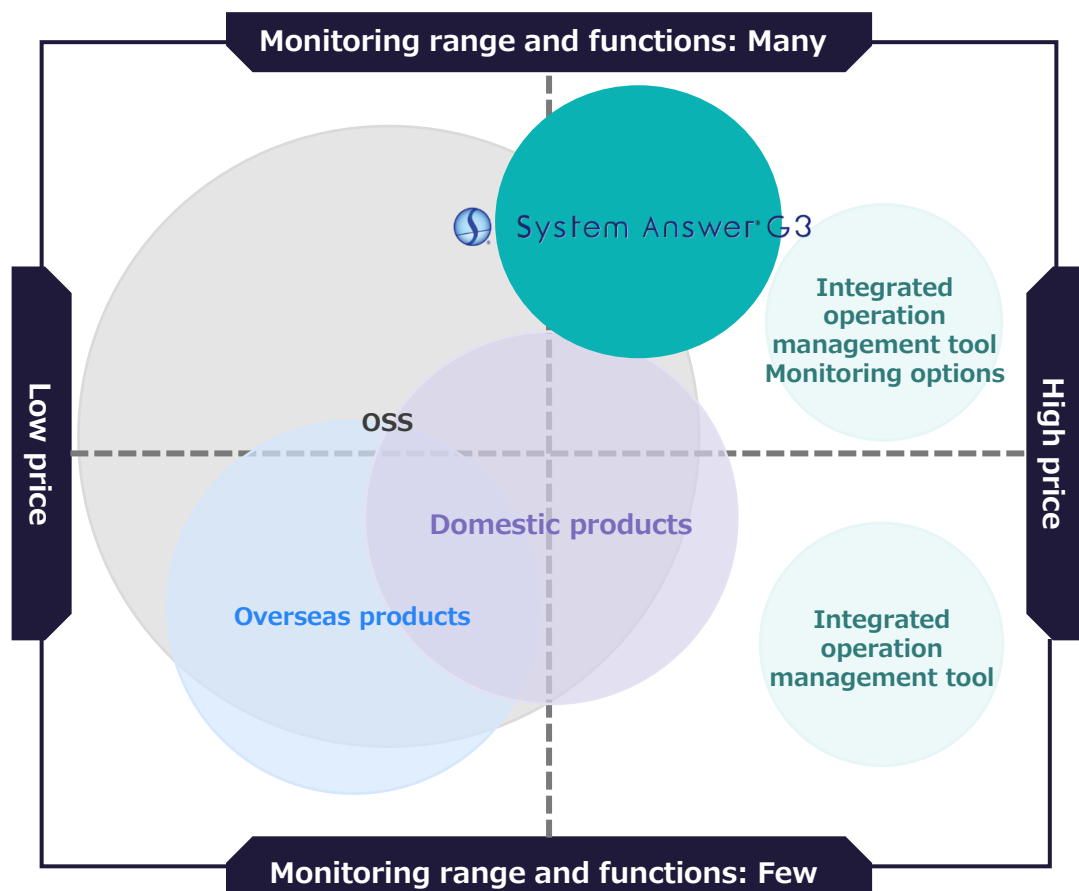 Monitoring range and functions: Many
System Answer® G3
Integrated
operation
management tool
Monitoring options
Low price
High price
OSS
Domestic products
Overseas products
Integrated
operation
management tool
Monitoring range and functions: Few